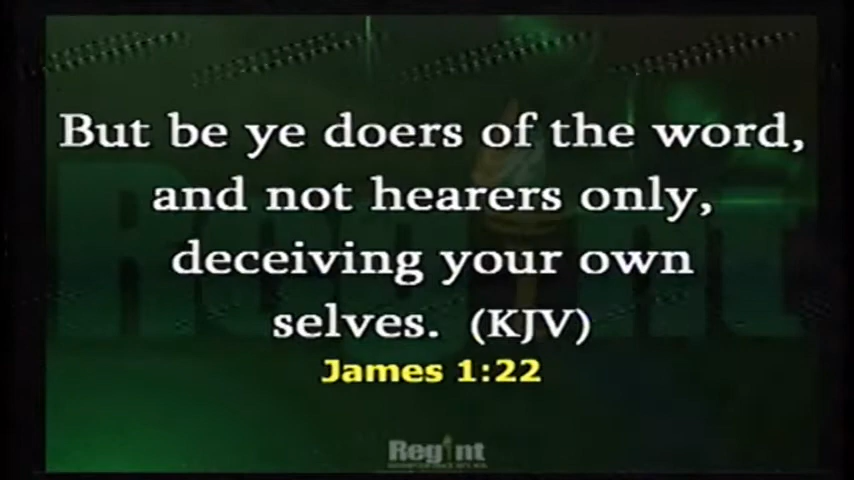 But be ye doers of the word,
and not hearers only,
deceiving your own
selves. (KJV)
James 1:22
Regint